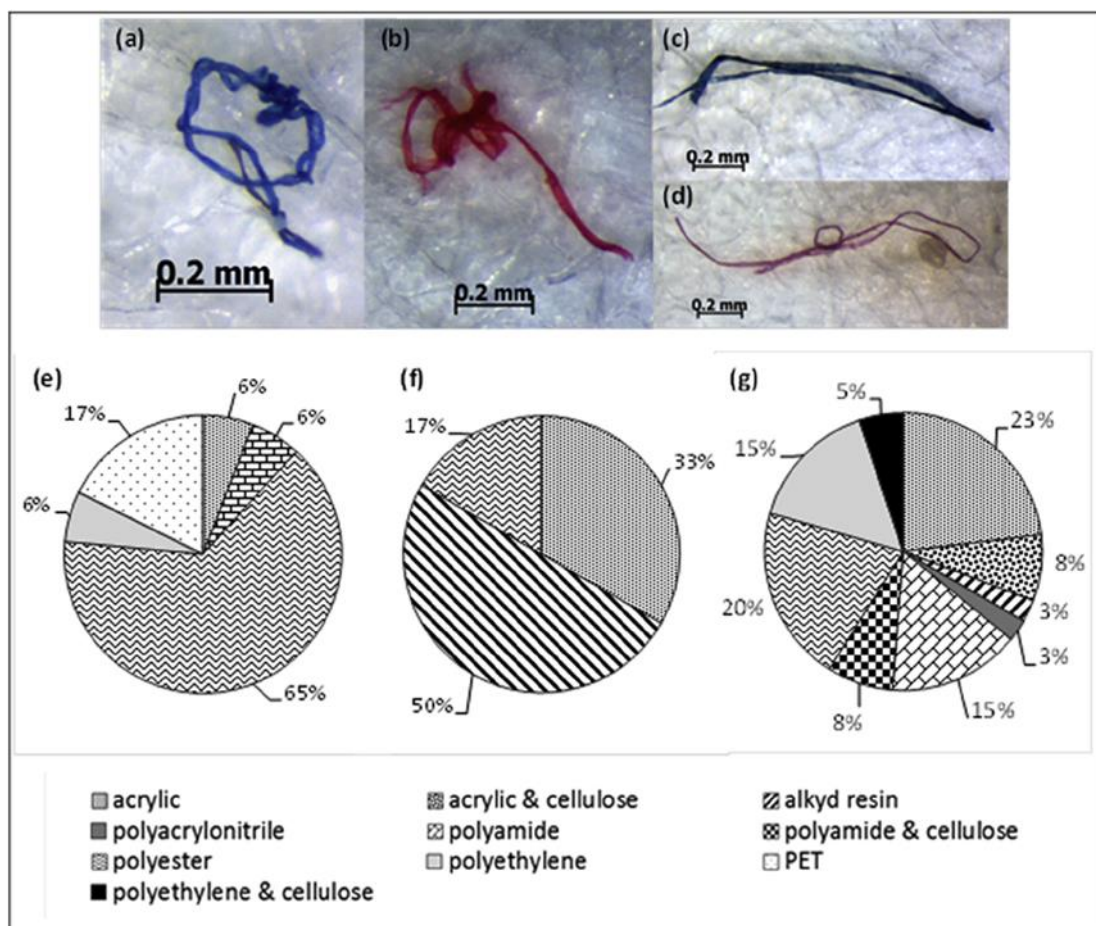 (a)
(b)
(c)
0.2 mm
(d)
0.2 mm
0.2 mm
0.2 mm
(e)
(f)
(g)
6%
6%
17%
6%
65%
17%
33%
50%
5%
23%
15%
8%
20%
3%
3%
8%
15%
acrylic
acrylic & cellulose
alkyd resin
polyacrylonitrile
polyamide
polyamide & cellulose
polyester
polyethylene
PET
polyethylene & cellulose